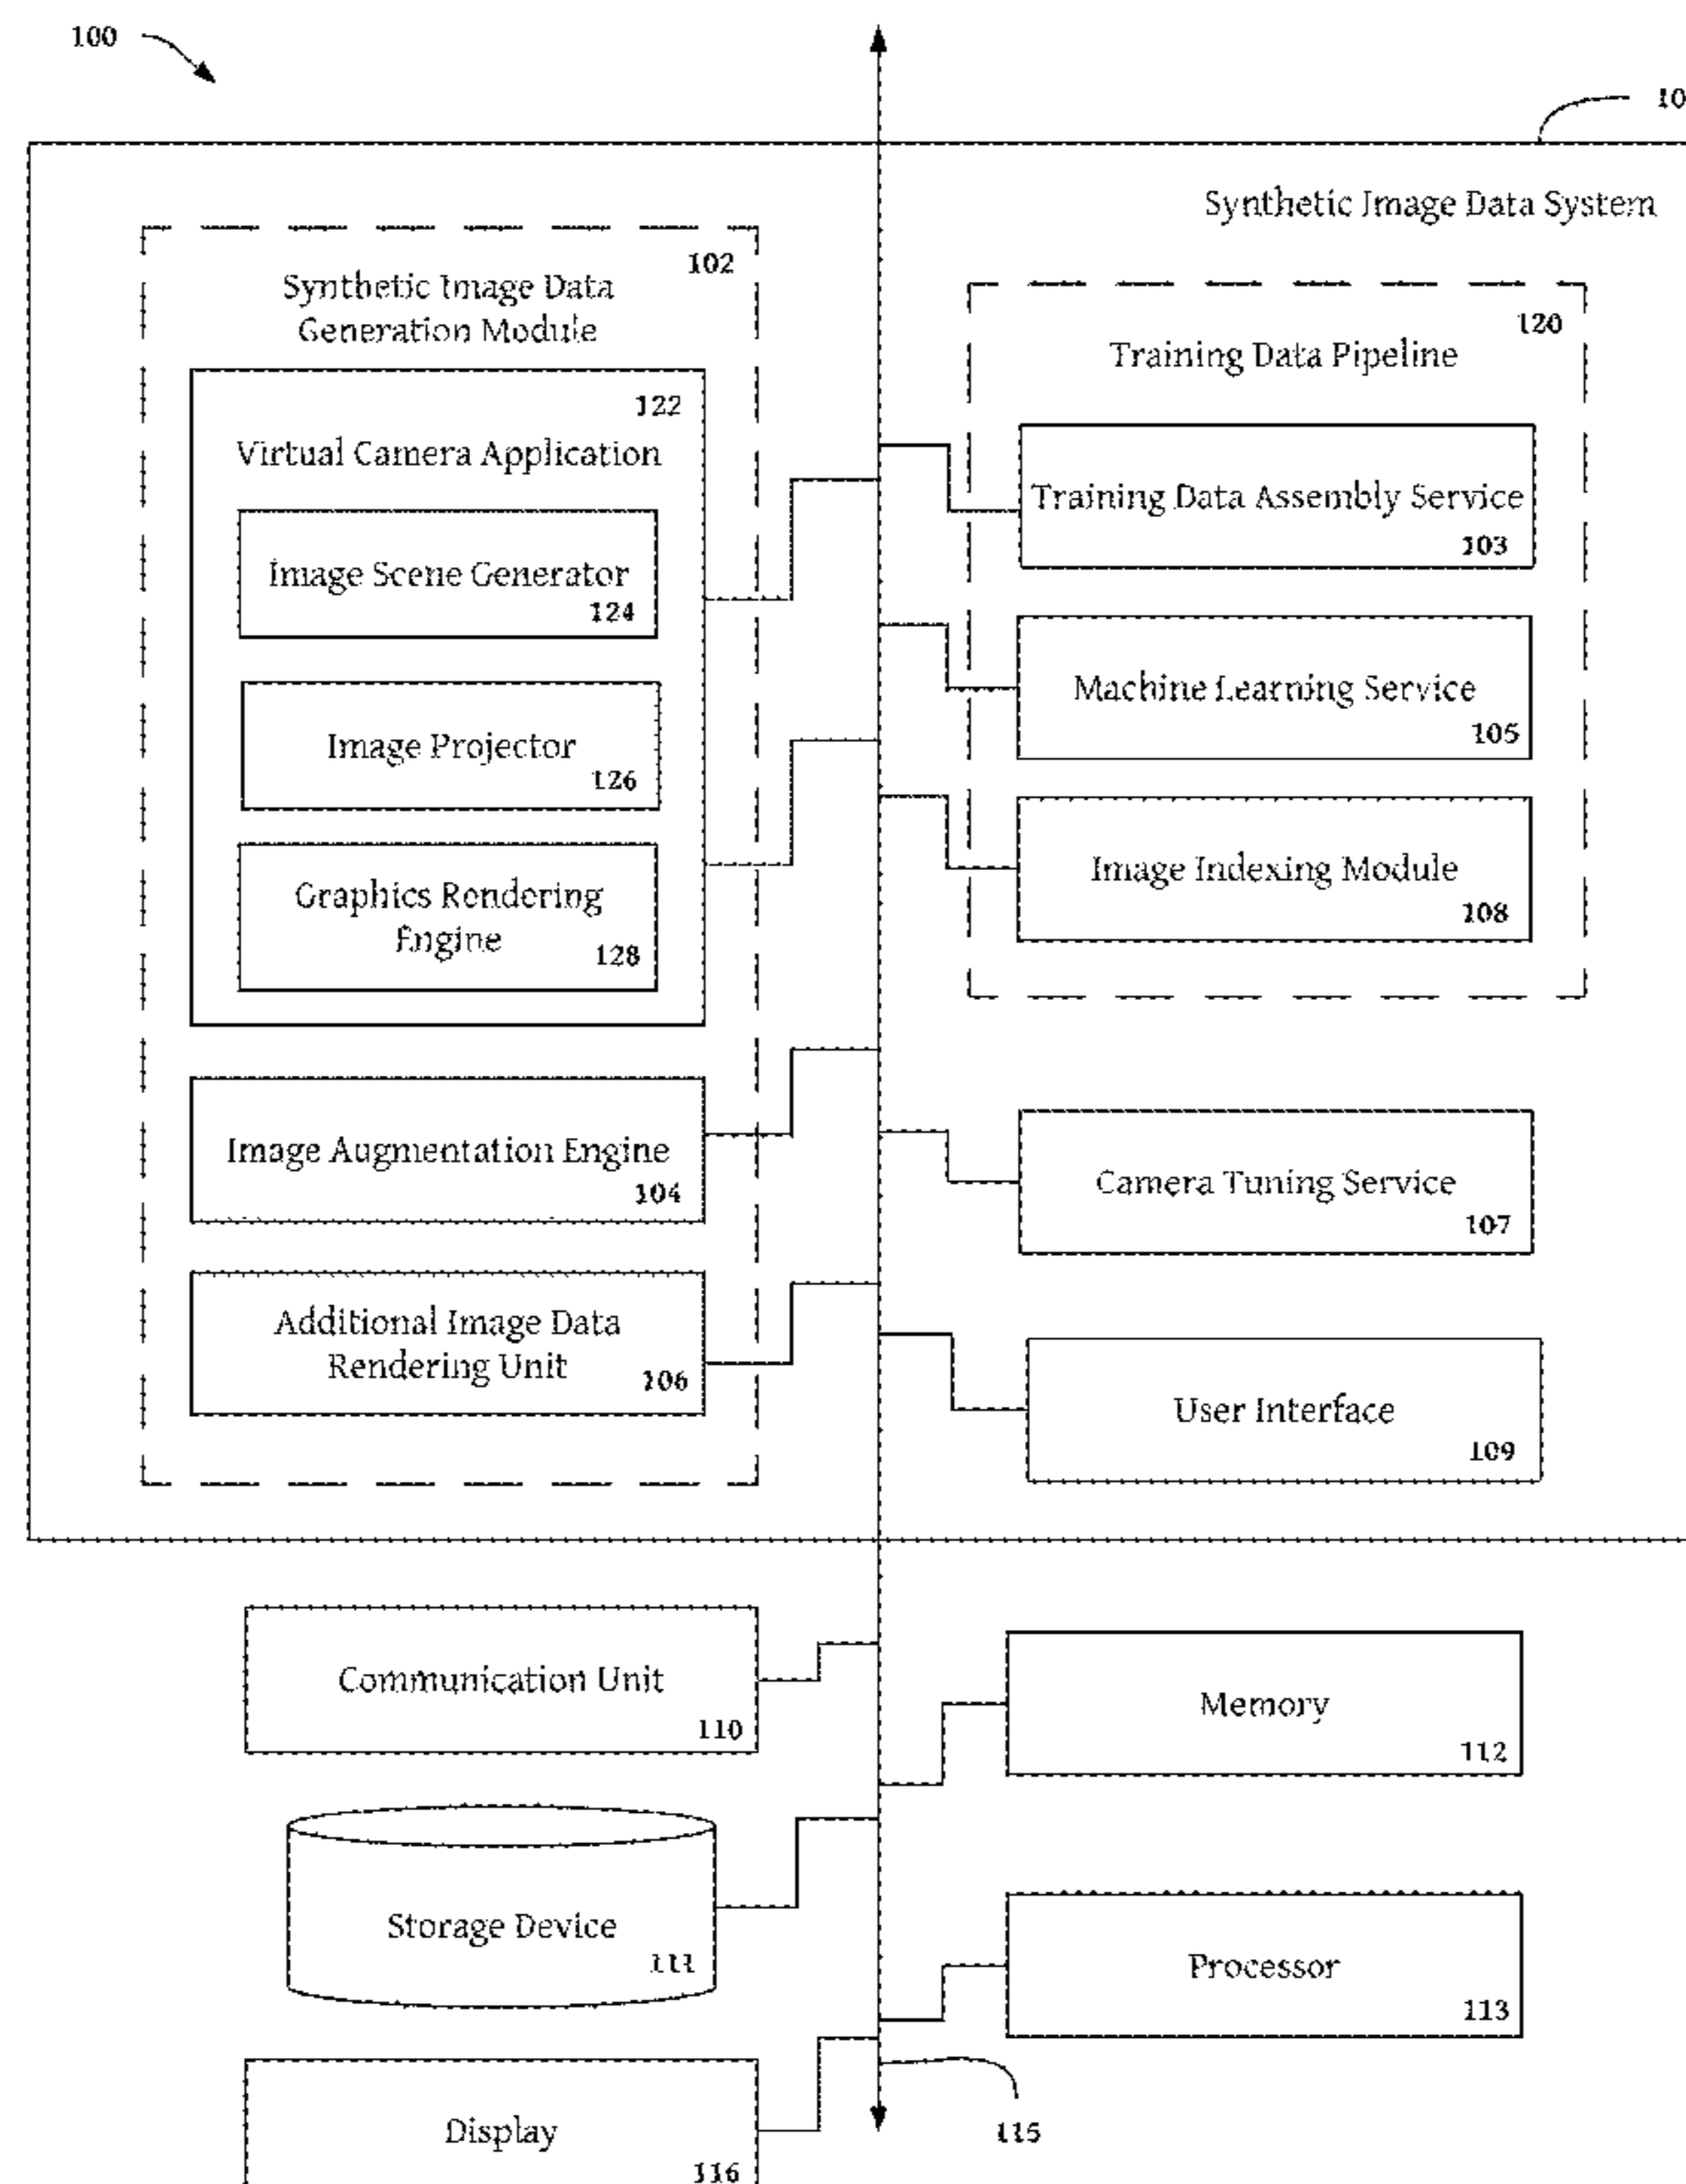 100
10
Synthetic Image Data System
102
Synthetic Image Data
Generation Module
122
Virtual Camera Application
Image Scene Generator
124
Image Projector
126
Graphics Rendering
Engine
128
Image Augmentation Engine
104
Additional Image Data
Rendering Unit
106
120
Training Data Pipeline
Training Data Assembly Service
103
Machine Learning Service
105
Image Indexing Module
108
Camera Tuning Service
107
User Interface
109
Communication Unit
110
Memory
112
Storage Device
111
Processor
113
Display
116
115